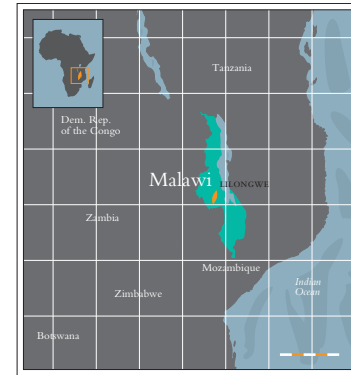 Tanzania
Dem. Rep.
of the Congo
Malawi
LILONGWE
Zambia
Mozambique
Indian
Ocean
Zimbabwe
Botswana